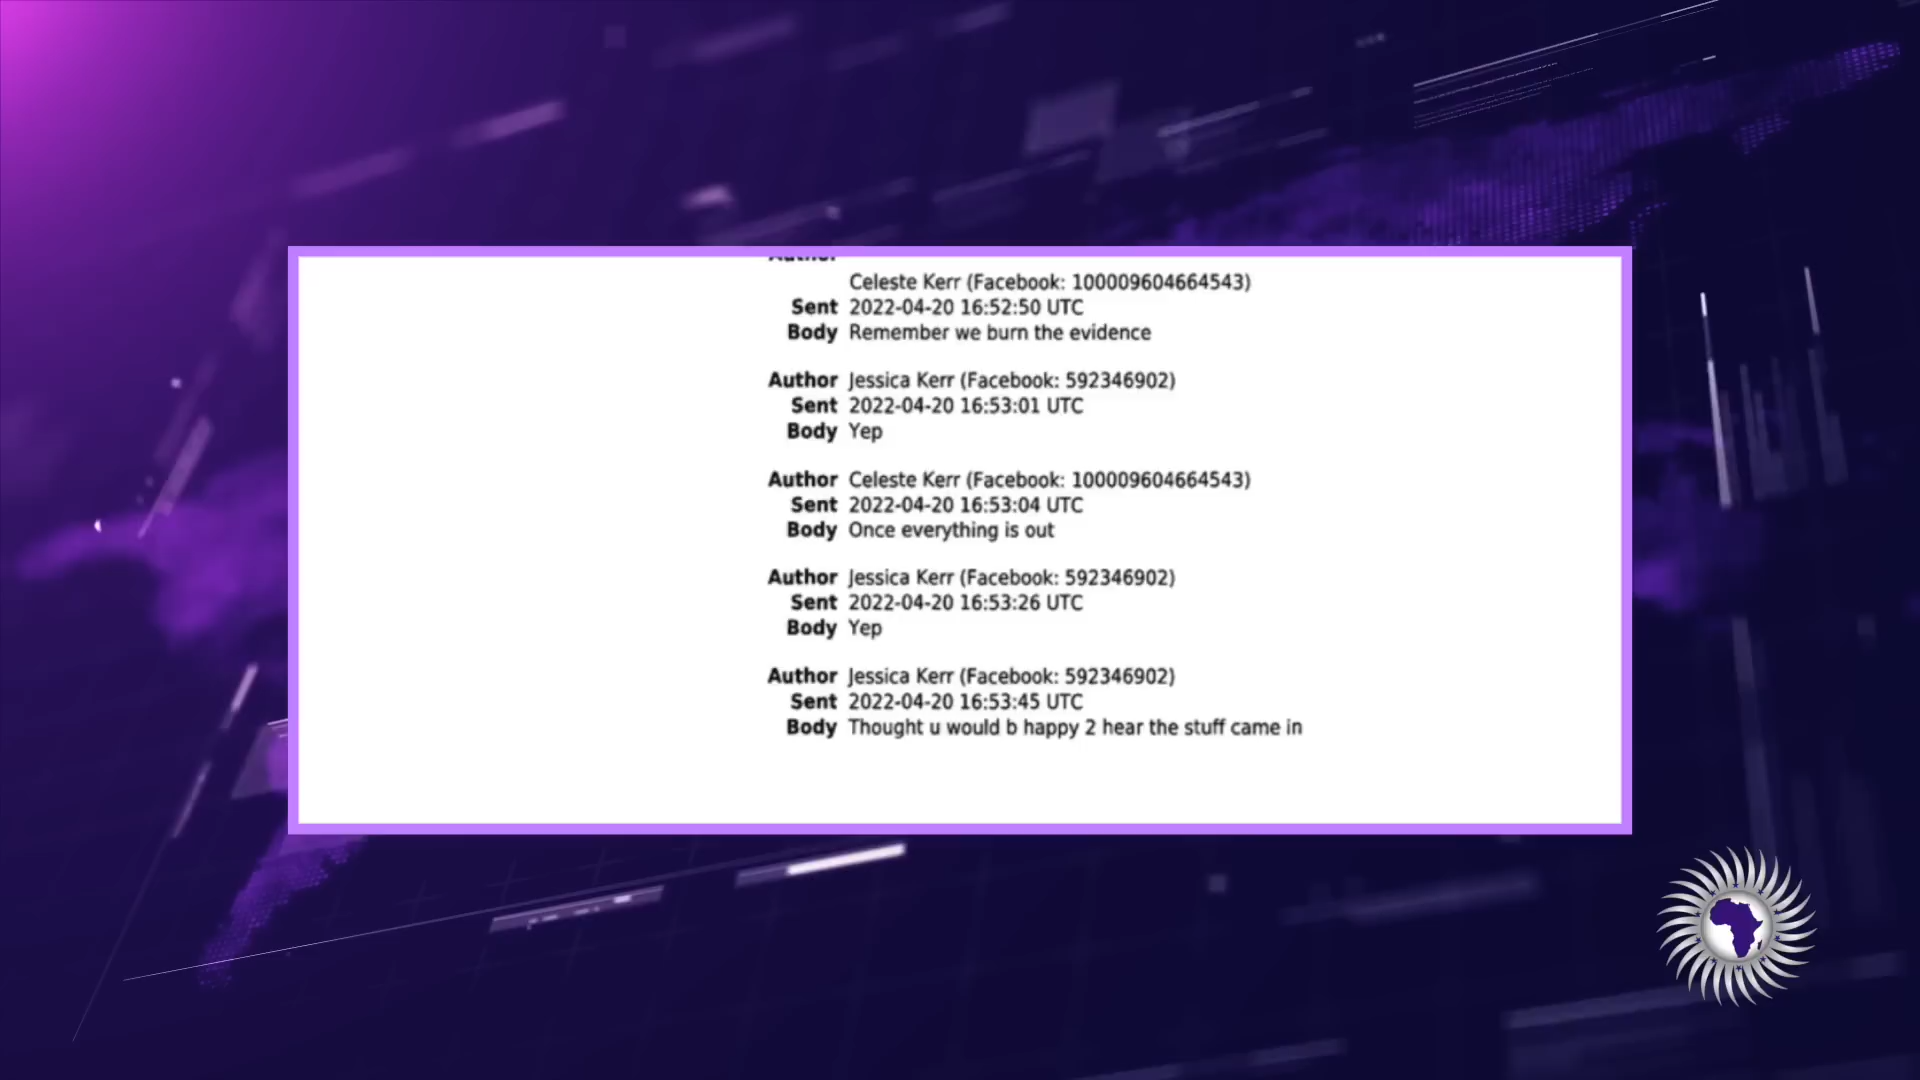 Author
Celeste Kerr (Facebook: 100009604664543)
Sent 2022-04-20 16:52:50 UTC
Body Remember we burn the evidence
Author Jessica Kerr (Facebook: 592346902)
Sent 2022-04-20 16:53:01 UTC
Body Yep
Author Celeste Kerr (Facebook: 100009604664543)
Sent 2022-04-20 16:53:04 UTC
Body Once everything is out
Author Jessica Kerr (Facebook: 592346902)
Sent 2022-04-20 16:53:26 UTC
Body Yep
Author Jessica Kerr (Facebook: 592346902)
Sent 2022-04-20 16:53:45 UTC
Body Thought u would b happy 2 hear the stuff came in